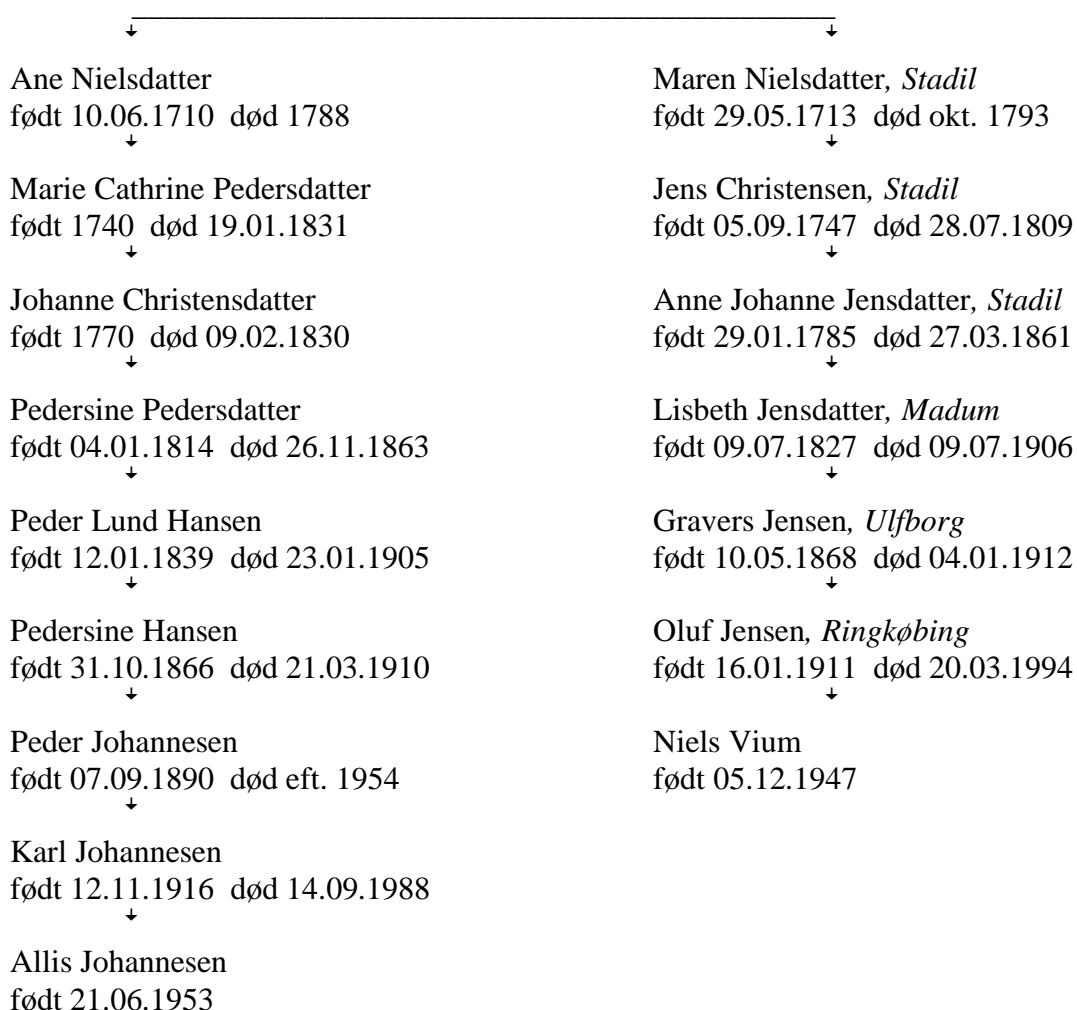 Ane Nielsdatter
født 10.06.1710  død 1788
Marie Cathrine Pedersdatter
født 1740  død 19.01.1831
Johanne Christensdatter
født 1770  død 09.02.1830
Pedersine Pedersdatter
født 04.01.1814  død 26.11.1863
Peder Lund Hansen
født 12.01.1839  død 23.01.1905
Pedersine Hansen
født 31.10.1866  død 21.03.1910
Peder Johannesen
født 07.09.1890  død eft. 1954
Karl Johannesen
født 12.11.1916  død 14.09.1988
Allis Johannesen
født 21.06.1953
Maren Nielsdatter, Stadil
født 29.05.1713  død okt. 1793
Jens Christensen, Stadil
født 05.09.1747  død 28.07.1809
Anne Johanne Jensdatter, Stadil
født 29.01.1785  død 27.03.1861
Lisbeth Jensdatter, Madum
født 09.07.1827  død 09.07.1906
Gravers Jensen, Ulfborg
født 10.05.1868  død 04.01.1912
Oluf Jensen, Ringkøbing
født 16.01.1911  død 20.03.1994
Niels Vium
født 05.12.1947